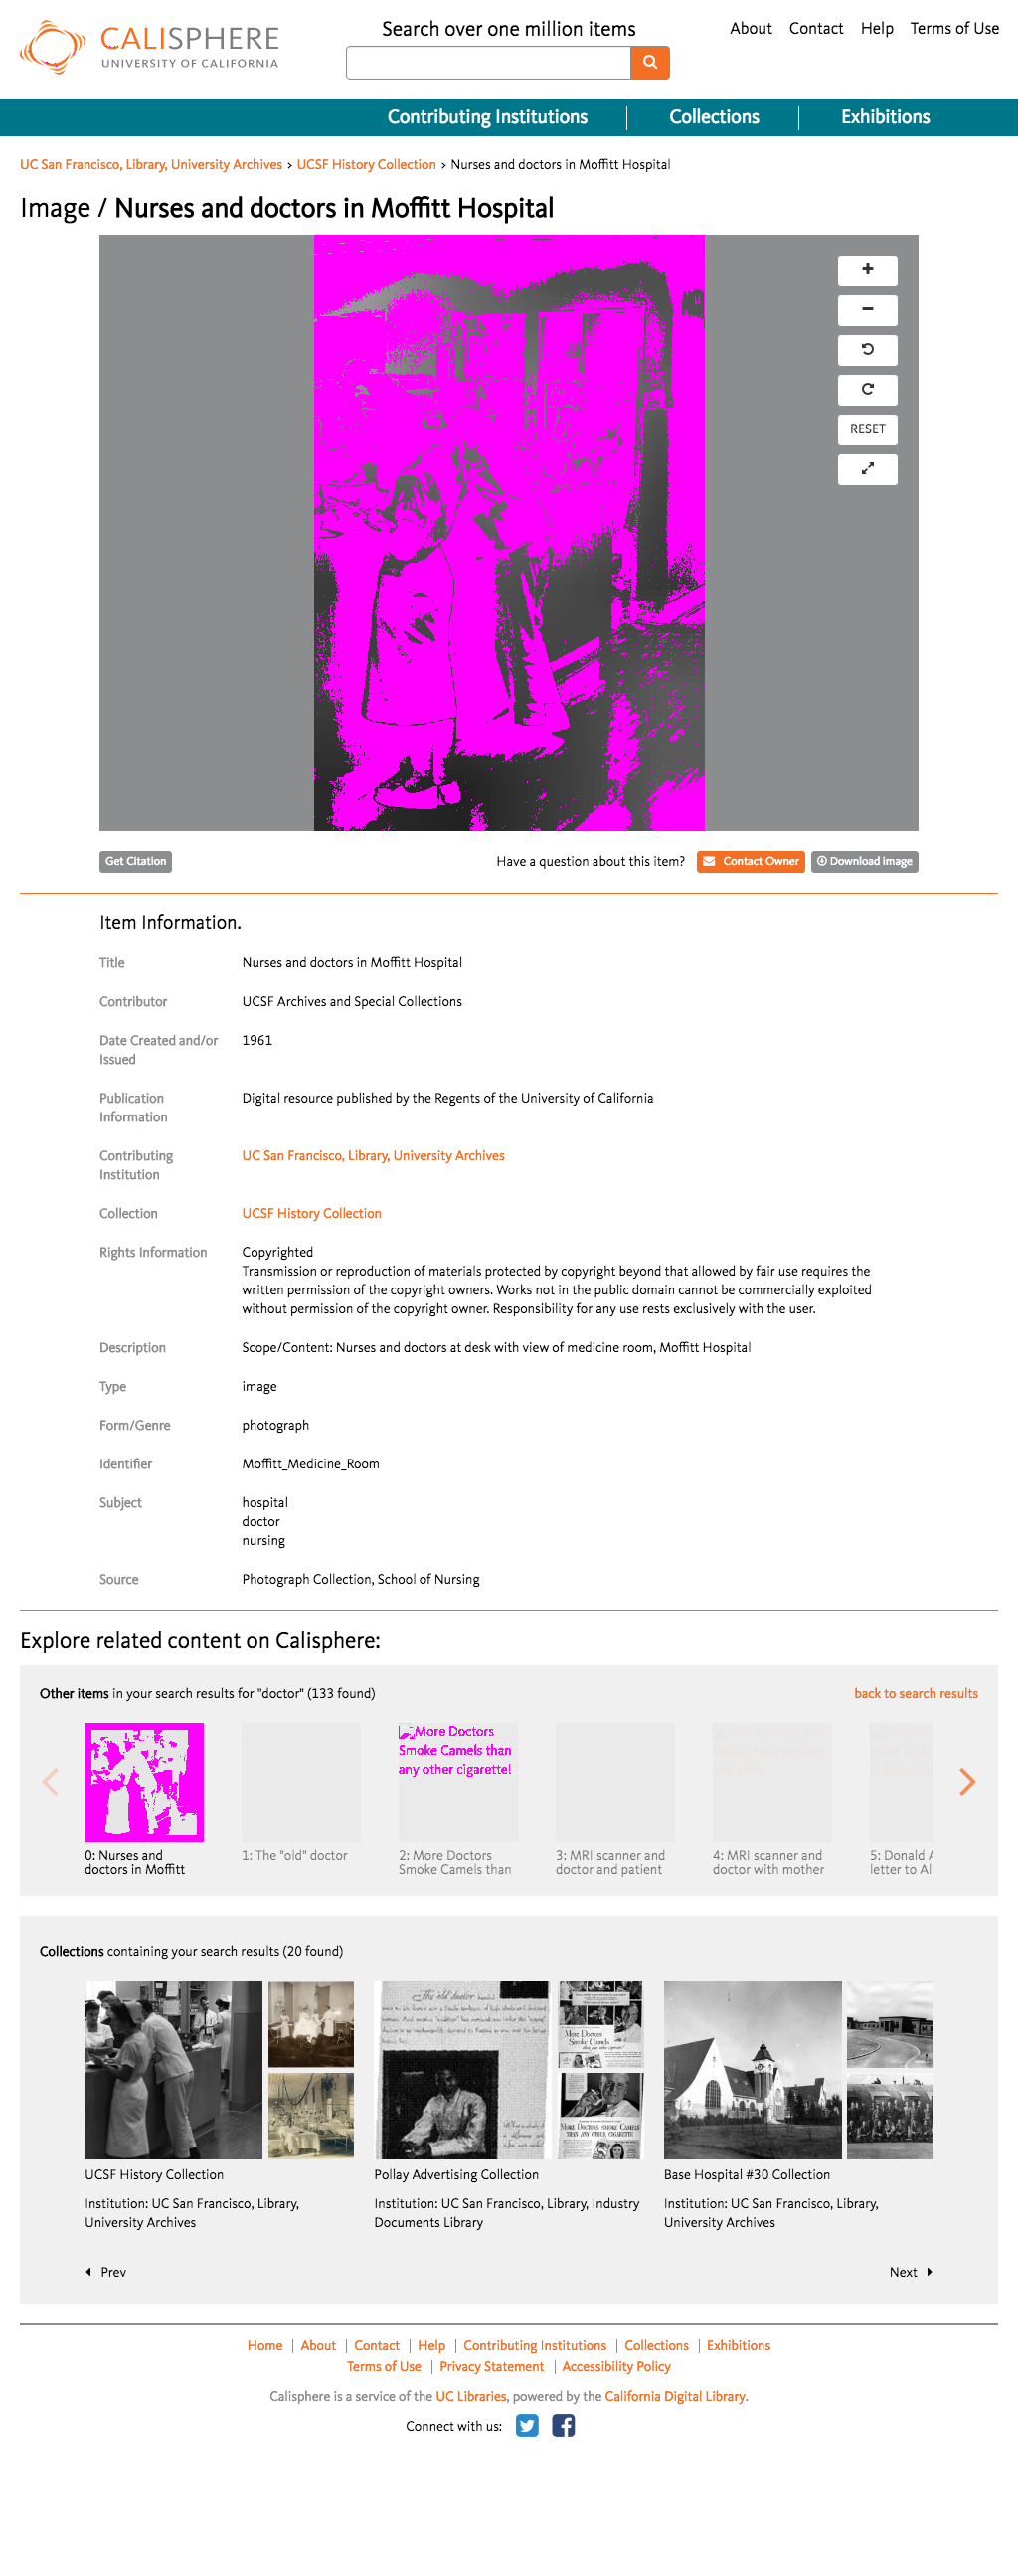 CALISPHERE
UNIVERSITY OF CALIFORNIA
Search over one million items
About Contact Help Terms of Use
Contributing Institutions Collections Exhibitions
UC San Francisco, Library, University Archives > UCSF History Collection > Nurses and doctors in Moffitt Hospital
Image / Nurses and doctors in Moffitt Hospital
RESET
Get Citation Have a question about this item? Contact Owner Download image
Item Information.
Title Nurses and doctors in Moffitt Hospital
Contributor UCSF Archives and Special Collections
Date Created and/or 1961
Issued
Publication Digital resource published by the Regents of the University of California
Information
Contributing UC San Francisco, Library, University Archives
Institution
Collection UCSF History Collection
Rights Information Copyrighted
Transmission or reproduction of materials protected by copyright beyond that allowed by fair use requires the
written permission of the copyright owners. Works not in the public domain cannot be commercially exploited
without permission of the copyright owner. Responsibility for any use rests exclusively with the user.
Description Scope/Content: Nurses and doctors at desk with view of medicine room, Moffitt Hospital
Type image
Form/Genre photograph
Identifier Moffitt_Medicine_Room
Subject hospital
doctor
nursing
Source Photograph Collection, School of Nursing
Explore related content on Calisphere:
Other items in your search results for "doctor" (133 found) back to search results
More Doctors
Smoke Camels than
any other cigarette!
0: Nurses and
doctors in Moffitt
1: The "old" doctor
2: More Doctors
Smoke Camels than
3: MRI scanner and
doctor and patient
4: MRI scanner and
doctor with mother
5: Donald A
letter to All
Collections containing your search results (20 found)
The old doctor
More Doctors
Smoke Camels
MORE DOCTORS SMOKE CAMELS
THAN ANY OTHER CIGARETTE
UCSF History Collection
Institution: UC San Francisco, Library,
University Archives
Pollay Advertising Collection
Institution: UC San Francisco, Library, Industry
Documents Library
Base Hospital #30 Collection
Institution: UC San Francisco, Library,
University Archives
Prev Next
Home | About | Contact | Help | Contributing Institutions | Collections | Exhibitions
Terms of Use | Privacy Statement | Accessibility Policy
Calisphere is a service of the UC Libraries, powered by the California Digital Library.
Connect with us: